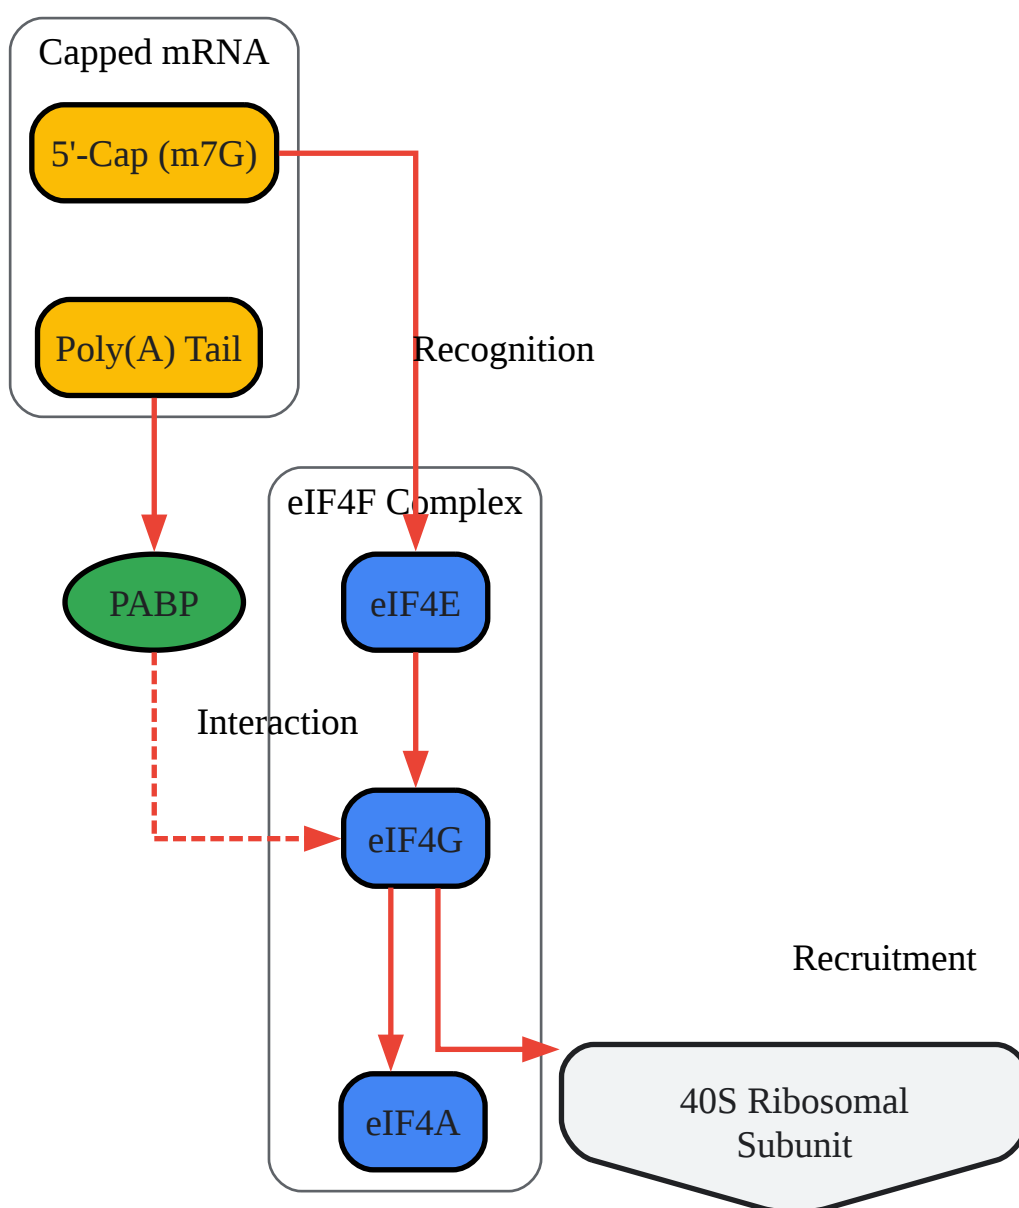 Capped mRNA
5'-Cap (m7G)
Poly(A) Tail
Recognition
eIF4F Complex
PABP
eIF4E
Interaction
eIF4G
Recruitment
eIF4A
40S Ribosomal
Subunit